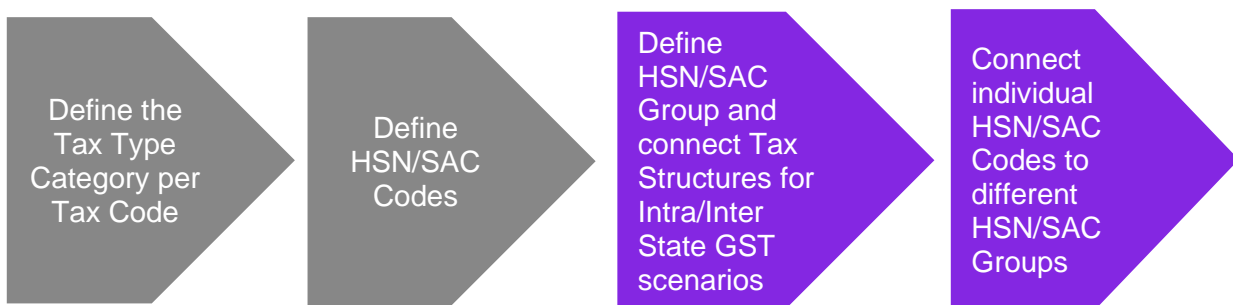 Define the
Tax Type
Category per
Tax Code
Define
HSN/SAC
Codes
Define
HSN/SAC
Group and
connect Tax
Structures for
Intra/Inter
State GST
scenarios
Connect
individual
HSN/SAC
Codes to
different
HSN/SAC
Groups